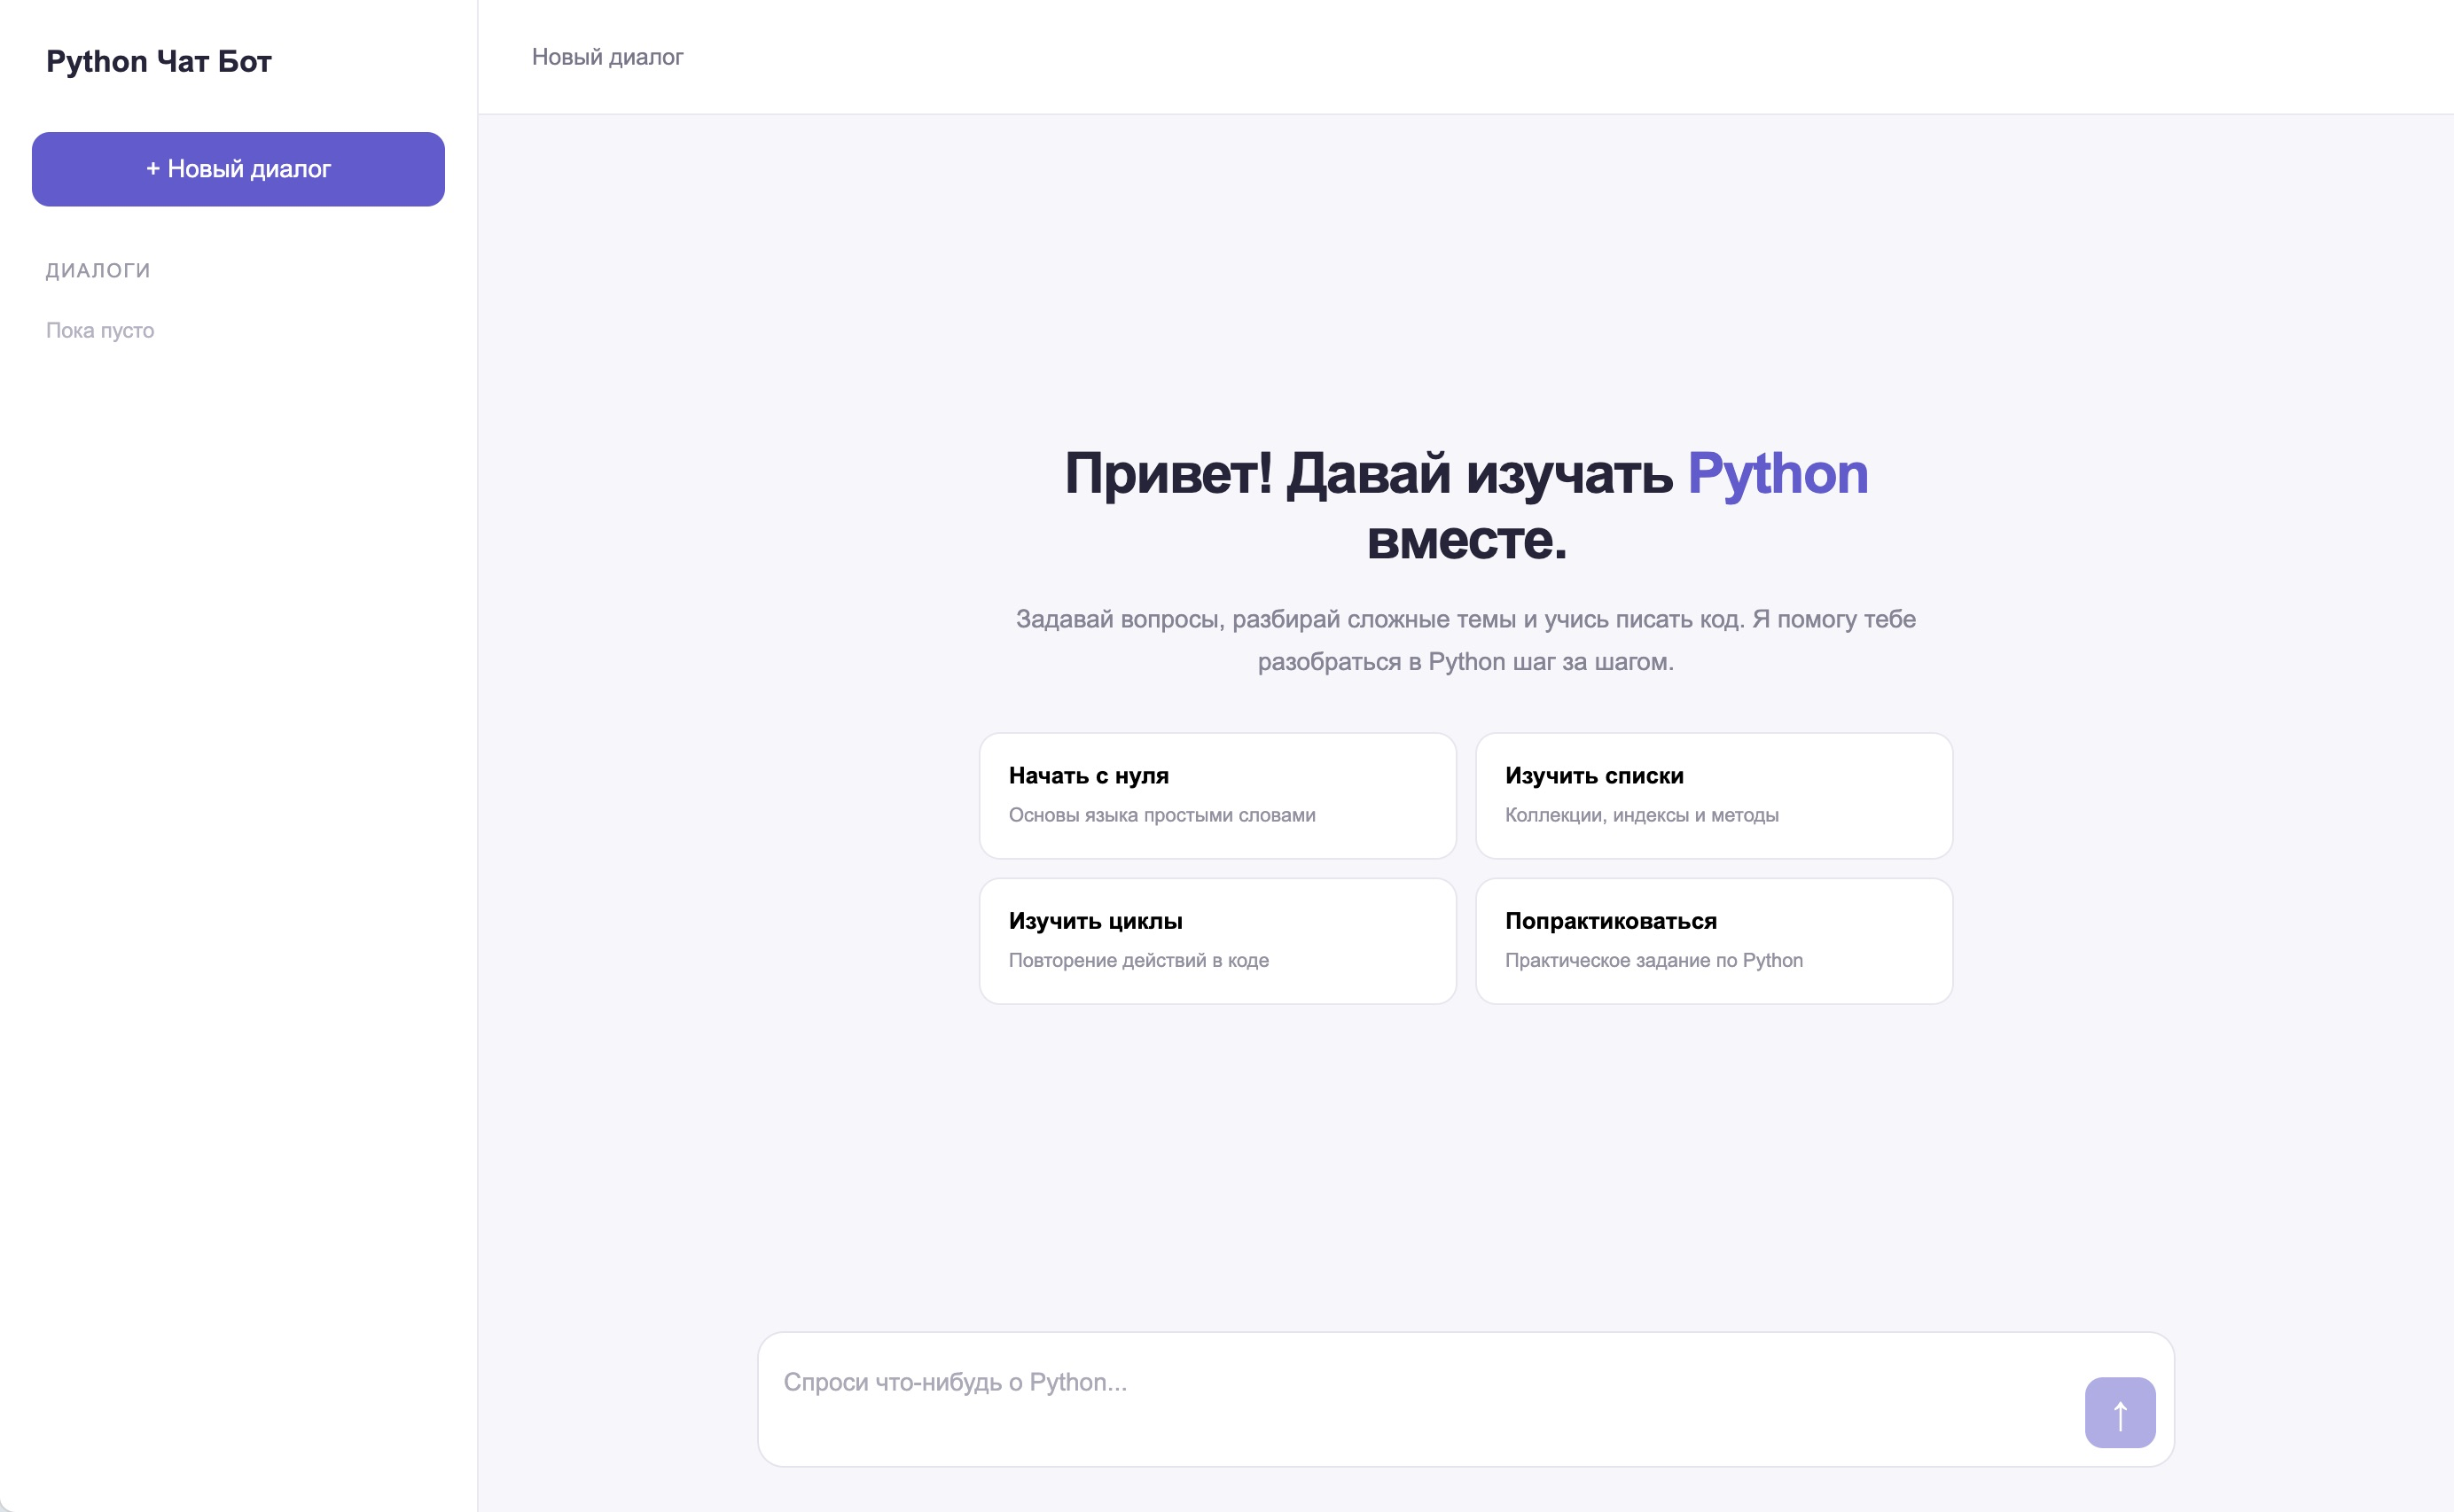 Python Чат Бот
+ Новый диалог
ДИАЛОГИ
Пока пусто
Новый диалог
Привет! Давай изучать Python
вместе.
Задавай вопросы, разбирай сложные темы и учись писать код. Я помогу тебе
разобраться в Python шаг за шагом.
Начать с нуля
Основы языка простыми словами
Изучить списки
Коллекции, индексы и методы
Изучить циклы
Повторение действий в коде
Попрактиковаться
Практическое задание по Python
Спроси что-нибудь о Python...
↑